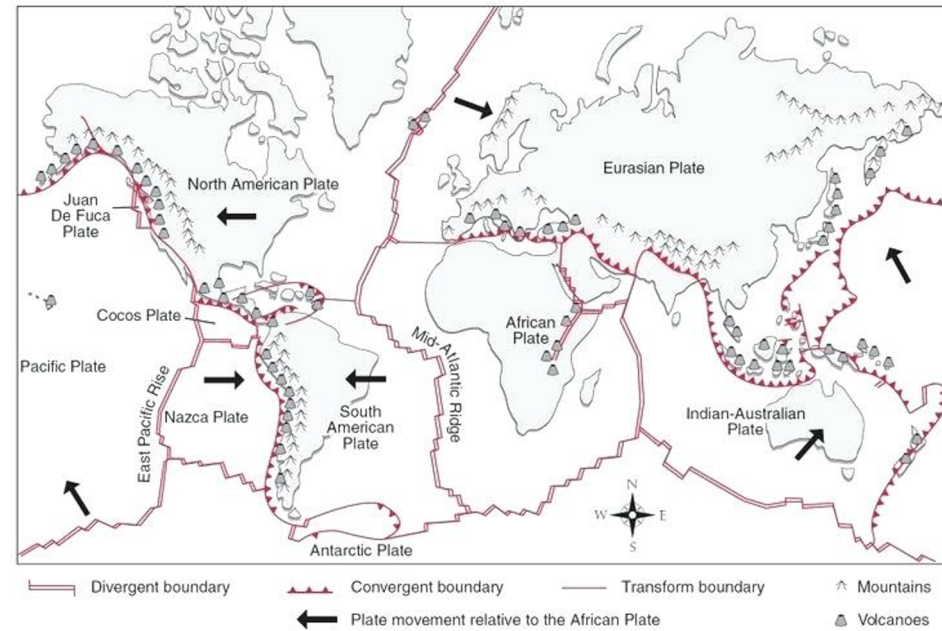 North American Plate
Juan
De Fuca
Plate
Eurasian Plate
Cocos Plate
African
Plate
Pacific Plate
East Pacific Rise
Nazca Plate
South
American
Plate
Mid-Atlantic Ridge
Indian-Australian
Plate
N
W
E
S
Antarctic Plate
Divergent boundary
Convergent boundary
Transform boundary
Mountains
Plate movement relative to the African Plate
Volcanoes